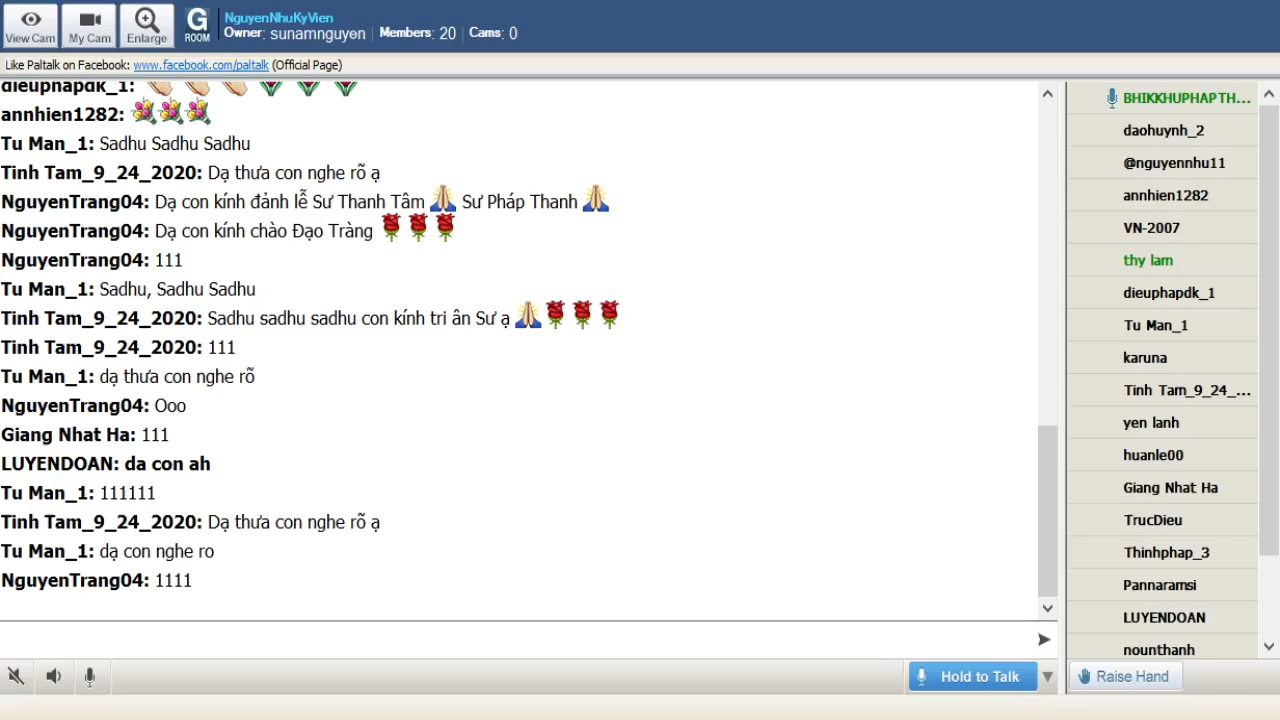 View Cam
My Cam
Enlarge
G
ROOM
NguyenNhuKyVien
Owner: sunamnguyen Members: 20 Cams: 0
Like Paltalk on Facebook: www.facebook.com/paltalk (Official Page)
dieuphapdk_1:
annhien1282:
Tu Man_1: Sadhu Sadhu Sadhu
Tinh Tam_9_24_2020: Dạ thưa con nghe rõ ạ
NguyenTrang04: Dạ con kính đảnh lễ Sư Thanh Tâm Sư Pháp Thanh
NguyenTrang04: Dạ con kính chào Đạo Tràng
NguyenTrang04: 111
Tu Man_1: Sadhu, Sadhu Sadhu
Tinh Tam_9_24_2020: Sadhu sadhu sadhu con kính tri ân Sư ạ
Tinh Tam_9_24_2020: 111
Tu Man_1: dạ thưa con nghe rõ
NguyenTrang04: Ooo
Giang Nhat Ha: 111
LUYENDOAN: da con ah
Tu Man_1: 111111
Tinh Tam_9_24_2020: Dạ thưa con nghe rõ ạ
Tu Man_1: dạ con nghe ro
NguyenTrang04: 1111
BHIKKHUPHAPTH...
daohuynh_2
@nguyennhu11
annhien1282
VN-2007
thy lam
dieuphapdk_1
Tu Man_1
karuna
Tinh Tam_9_24_...
yen lanh
huanle00
Giang Nhat Ha
TrucDieu
Thinhphap_3
Pannaramsi
LUYENDOAN
nounthanh
Hold to Talk
Raise Hand